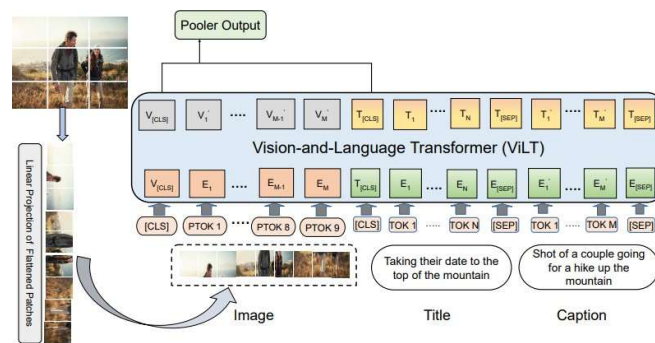 Pooler Output
V[CLS] V1' .... VM-1' VM' T[CLS] T1 .... TN T[SEP] T1' .... TM' T[SEP]
Vision-and-Language Transformer (ViLT)
V[CLS] E1 .... EM-1 EM T[CLS] E1 .... EN E[SEP] E1' .... EM' E[SEP]
[CLS] PTOK 1 ..... PTOK 8 PTOK 9 [CLS] TOK 1 ..... TOK N [SEP] TOK 1 ..... TOK M [SEP]
Linear Projection of
Flattened Patches
Taking their date to the
top of the mountain
Shot of a couple going
for a hike up the
mountain
Image Title Caption